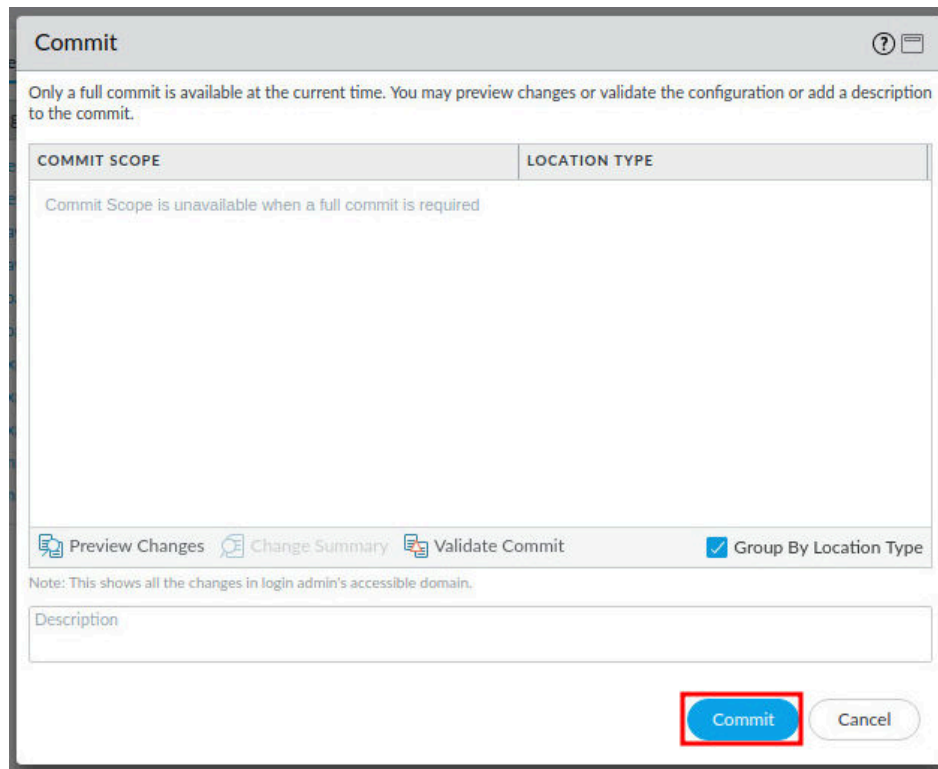 Commit
Only a full commit is available at the current time. You may preview changes or validate the configuration or add a description
to the commit.
COMMIT SCOPE LOCATION TYPE
Commit Scope is unavailable when a full commit is required
Preview Changes Change Summary Validate Commit Group By Location Type
Note: This shows all the changes in login admin's accessible domain.
Description
Commit Cancel